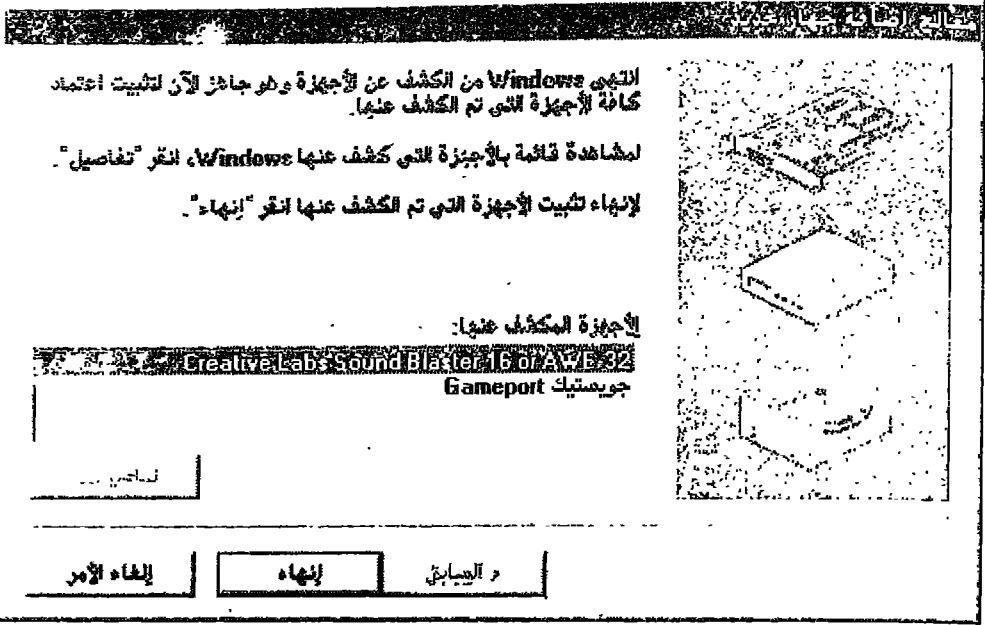 انتهى Windows من الكشف عن الأجهزة وهو جاهز الآن لتثبيت اعتماد
كافة الأجهزة التي تم الكشف عنها.
لمشاهدة قائمة بالأجهزة التي كشف عنها Windows، انقر "تفاصيل".
لإنهاء تثبيت الأجهزة التي تم الكشف عنها انقر "إنهاء".
الأجهزة المكشف عنها:
Creative Labs Sound Blaster 16 or AWE-32
جويستيك Gameport
السابق
إنهاء
إلغاء الأمر